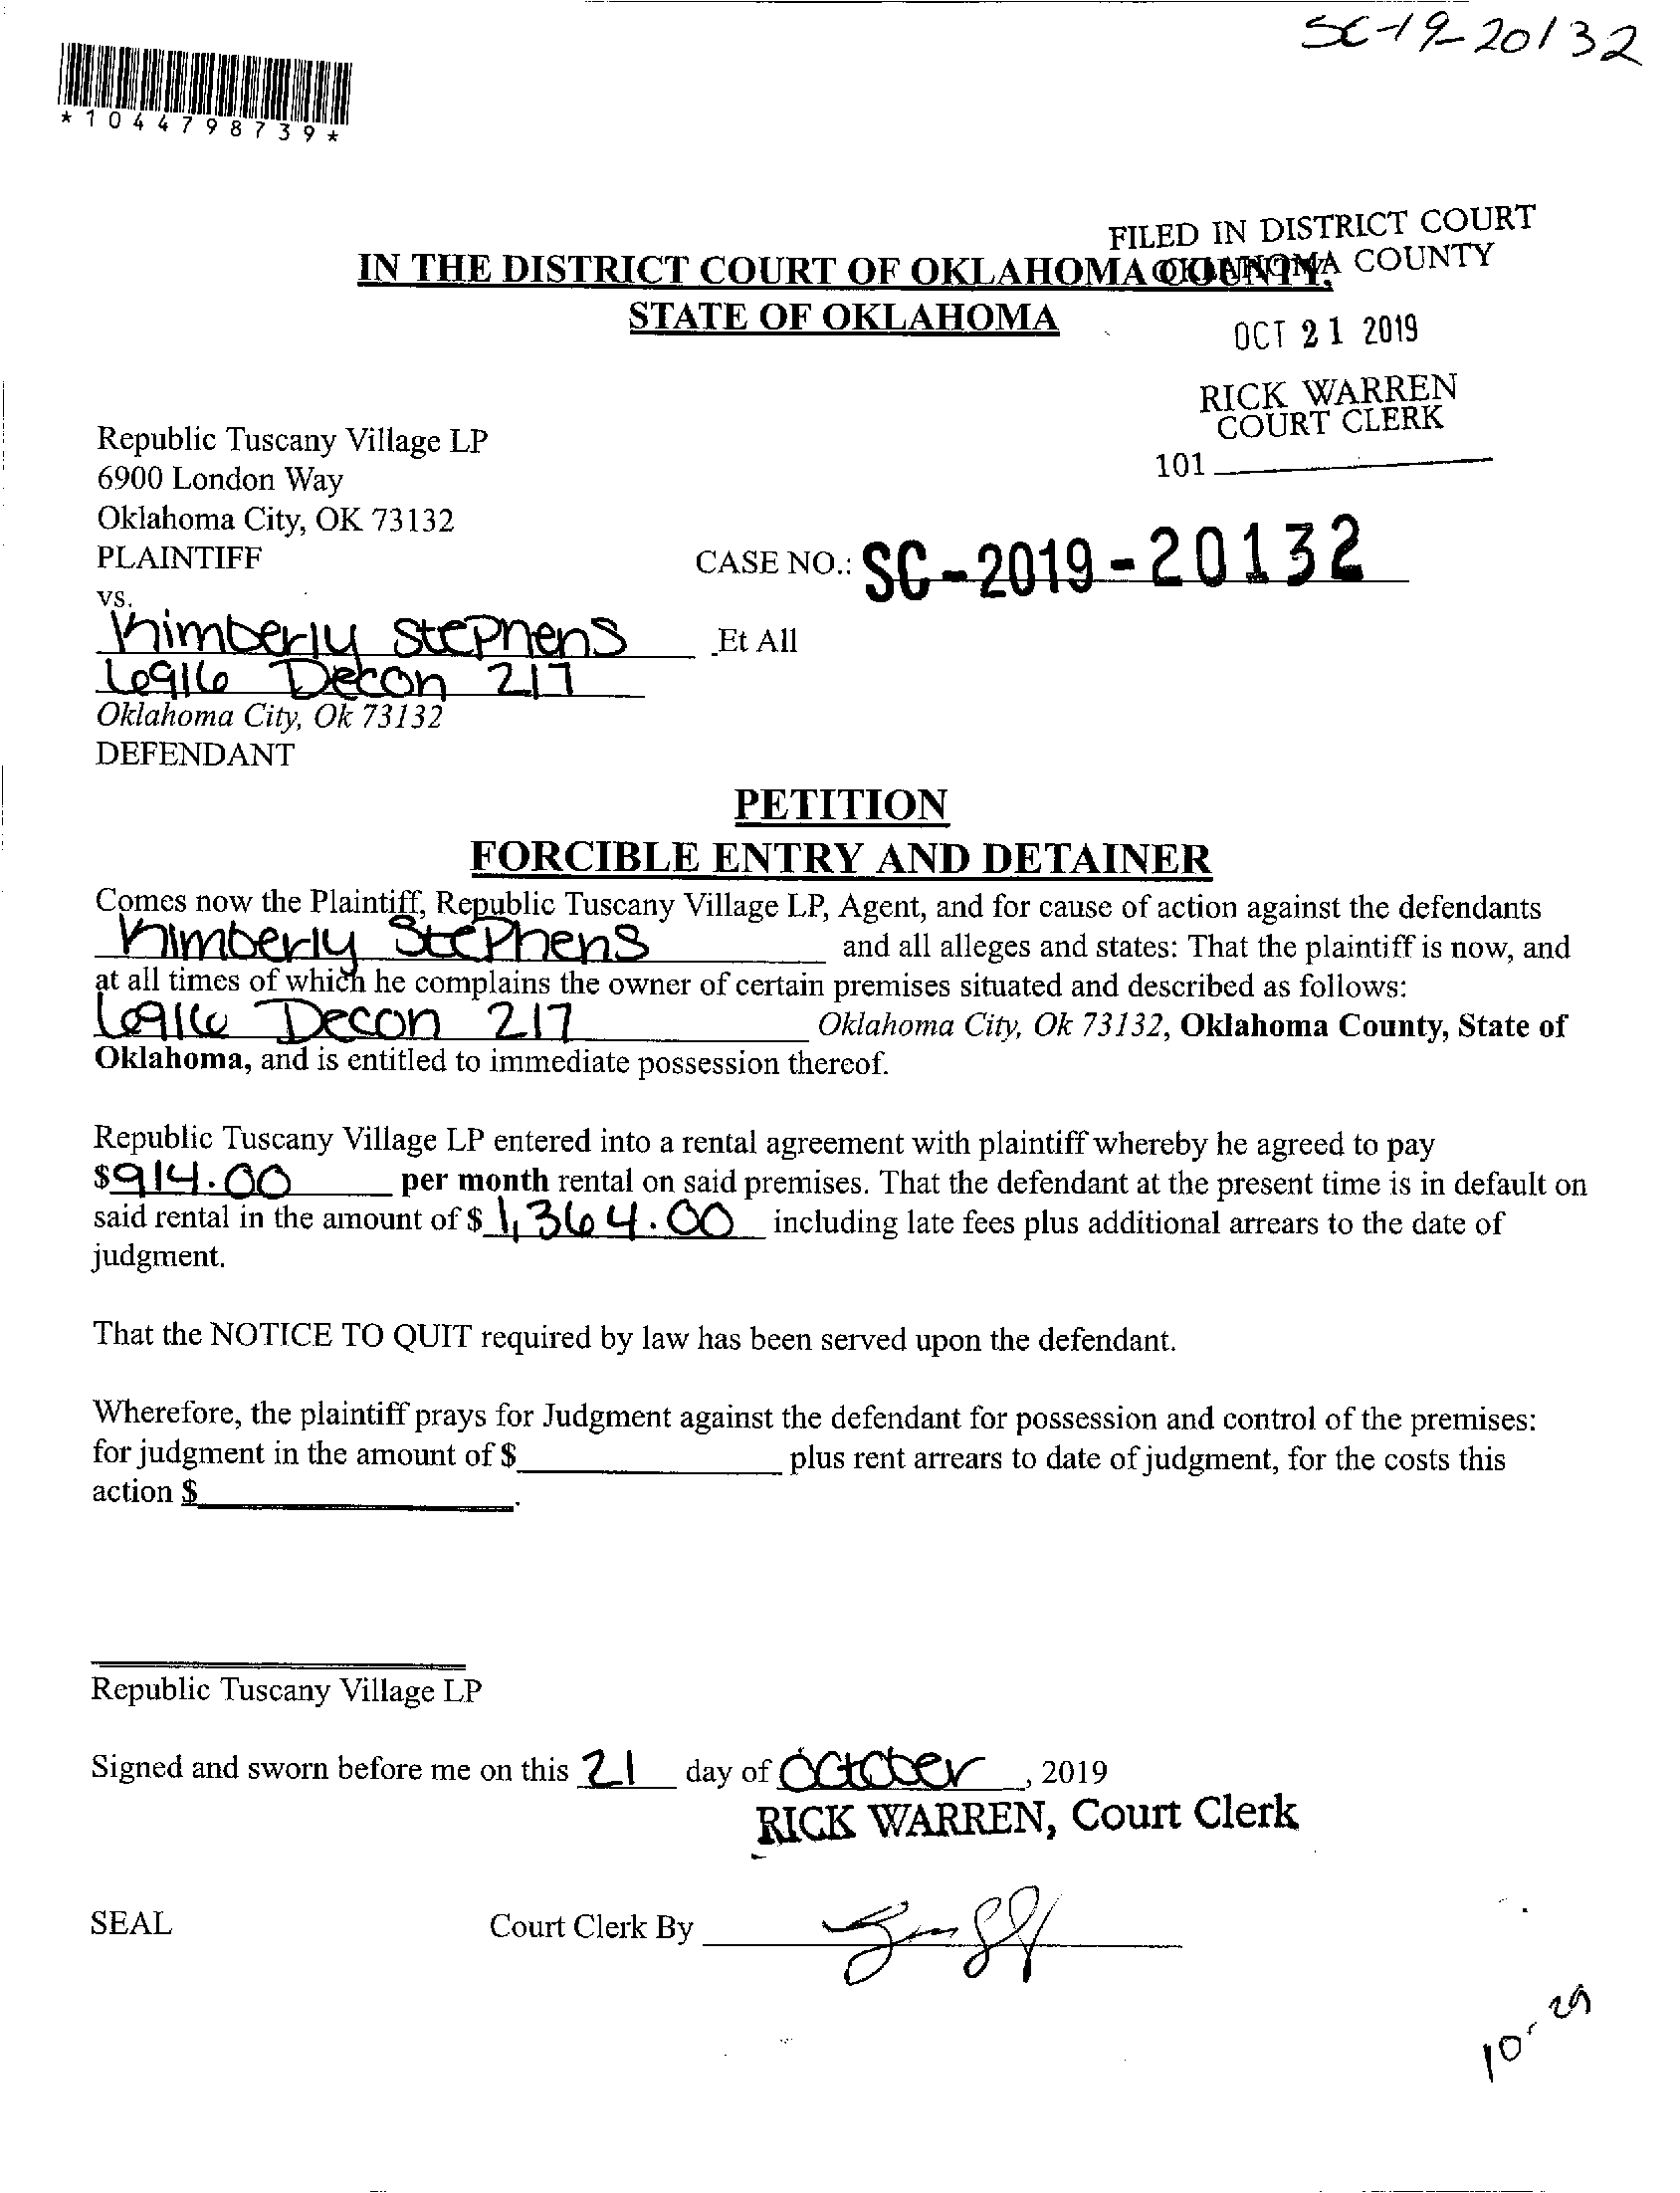 SC-19-20132
*1044798739*
FILED IN DISTRICT COURT
OKLAHOMA COUNTY
IN THE DISTRICT COURT OF OKLAHOMA COUNTY,
STATE OF OKLAHOMA
OCT 21 2019
RICK WARREN
COURT CLERK
101
Republic Tuscany Village LP
6900 London Way
Oklahoma City, OK 73132
PLAINTIFF
CASE NO.: SC-2019-20132
vs.
Kimberly Stephens Et All
6916 Decon 217
Oklahoma City, Ok 73132
DEFENDANT
PETITION
FORCIBLE ENTRY AND DETAINER
Comes now the Plaintiff, Republic Tuscany Village LP, Agent, and for cause of action against the defendants
Kimberly Stephens and all alleges and states: That the plaintiff is now, and
at all times of which he complains the owner of certain premises situated and described as follows:
6916 Decon 217 Oklahoma City, Ok 73132, Oklahoma County, State of
Oklahoma, and is entitled to immediate possession thereof.
Republic Tuscany Village LP entered into a rental agreement with plaintiff whereby he agreed to pay
$914.00 per month rental on said premises. That the defendant at the present time is in default on
said rental in the amount of $ 1,364.00 including late fees plus additional arrears to the date of
judgment.
That the NOTICE TO QUIT required by law has been served upon the defendant.
Wherefore, the plaintiff prays for Judgment against the defendant for possession and control of the premises:
for judgment in the amount of $ plus rent arrears to date of judgment, for the costs this
action $ .
Republic Tuscany Village LP
Signed and sworn before me on this 21 day of October, 2019
RICK WARREN, Court Clerk
SEAL Court Clerk By
10-29